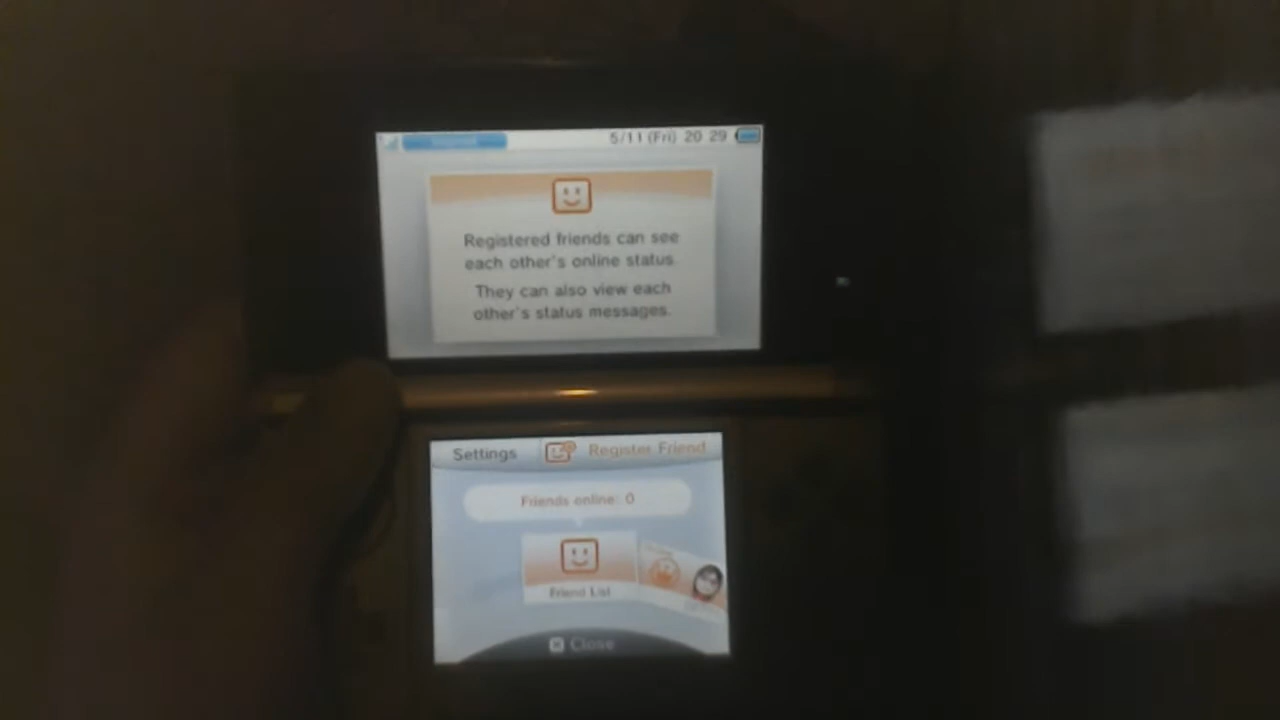 5/11 (Fri) 20 29
Registered friends can see
each other's online status.
They can also view each
other's status messages.
Settings
Register Friend
Friends online: 0
Friend List
Close